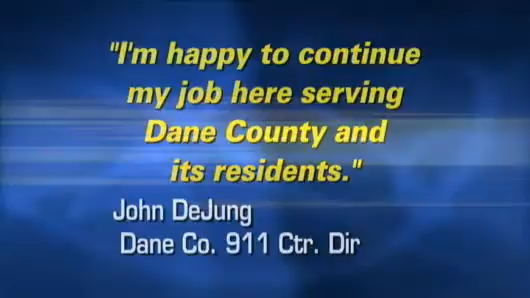 "I'm happy to continue
my job here serving
Dane County and
its residents."
John DeJung
Dane Co. 911 Ctr. Dir